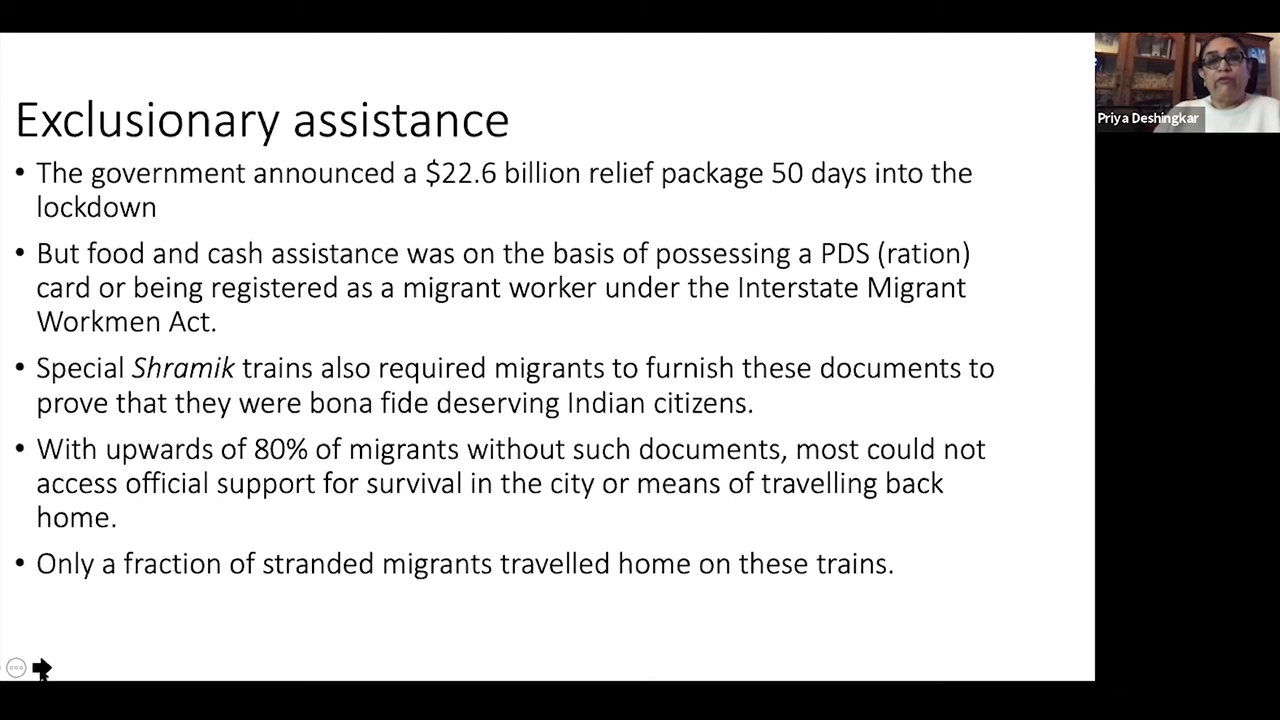 Exclusionary assistance
• The government announced a $22.6 billion relief package 50 days into the
lockdown
• But food and cash assistance was on the basis of possessing a PDS (ration)
card or being registered as a migrant worker under the Interstate Migrant
Workmen Act.
• Special Shramik trains also required migrants to furnish these documents to
prove that they were bona fide deserving Indian citizens.
• With upwards of 80% of migrants without such documents, most could not
access official support for survival in the city or means of travelling back
home.
• Only a fraction of stranded migrants travelled home on these trains.
Priya Deshingkar